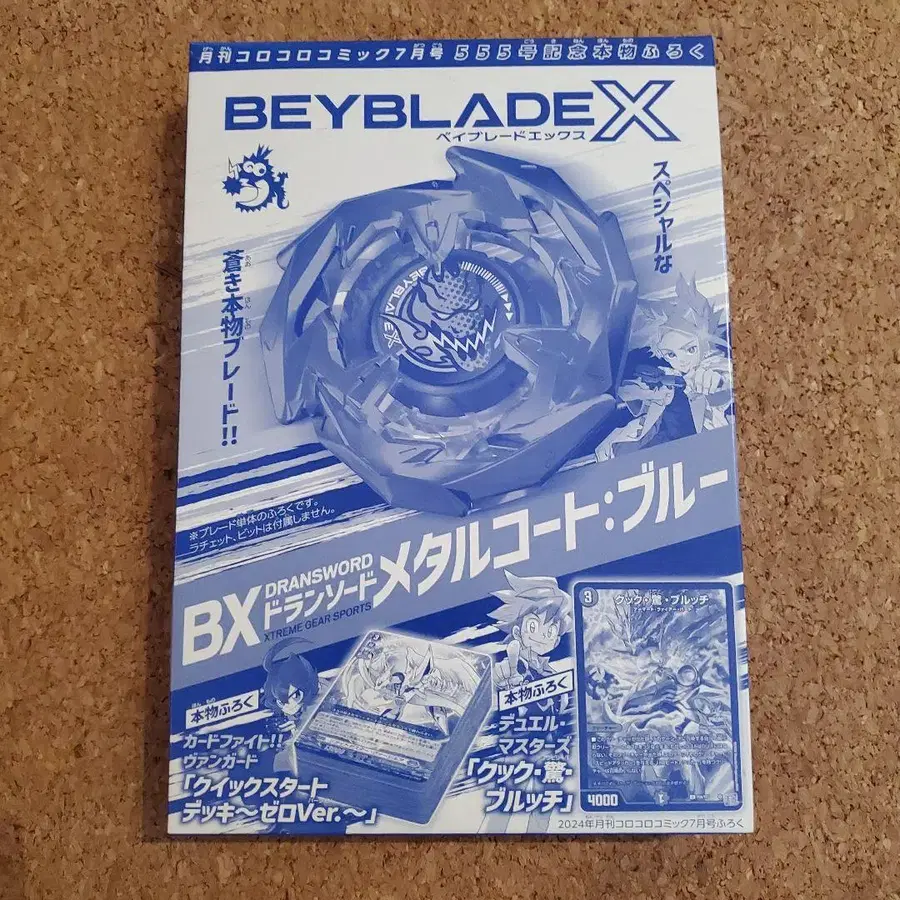 月刊コロコロコミック7月号 555号記念本物ふろく
BEYBLADE X
ベイブレードエックス
スペシャルな
蒼き本物ブレード!!
BEYBLADE X
※ブレード単体のふろくです。
ラチェット、ビットは付属しません。
BX
DRANSWORD
ドランソード
XTREME GEAR SPORTS
メタルコート:ブルー
本物ふろく
カードファイト!!
ヴァンガード
「クイックスタート
デッキ～ゼロVer.～」
本物ふろく
デュエル・
マスターズ
「クック・驚・
ブルッチ」
3
クック・驚・ブルッチ
4000
2024年月刊コロコロコミック7月号ふろく